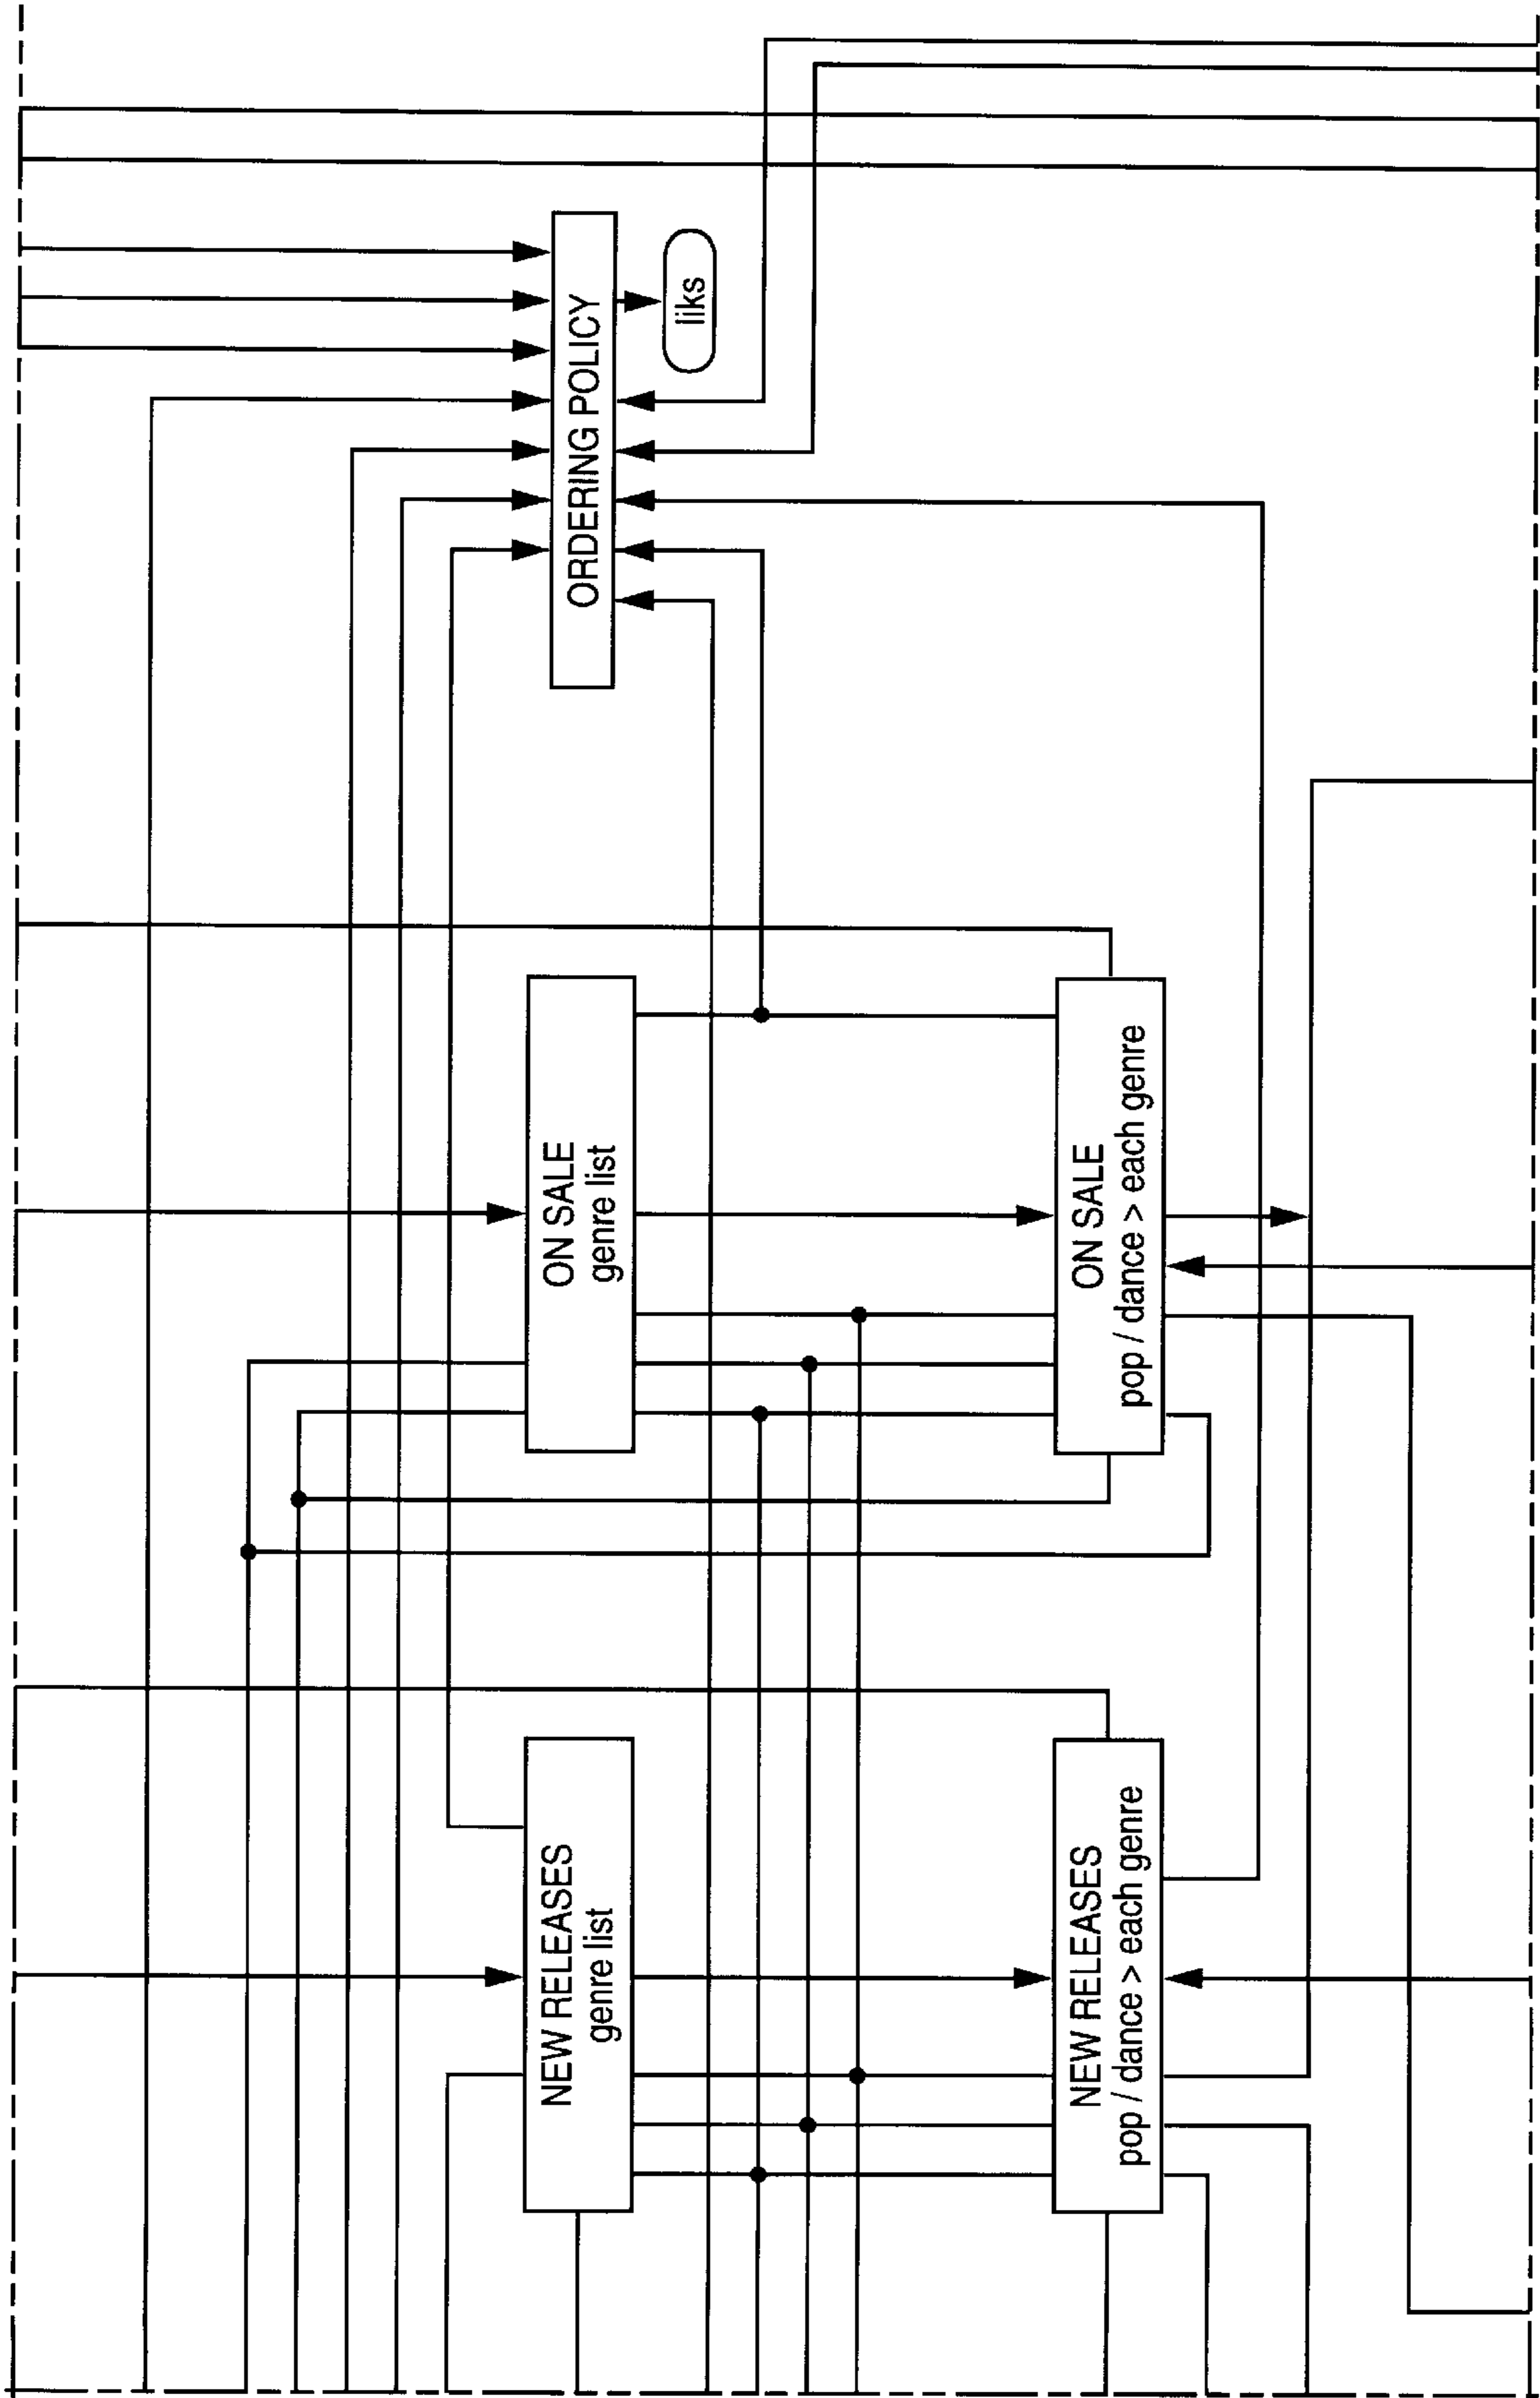 NEW RELEASES
genre list
ON SALE
genre list
ORDERING POLICY
liks
NEW RELEASES
pop / dance > each genre
ON SALE
pop / dance > each genre